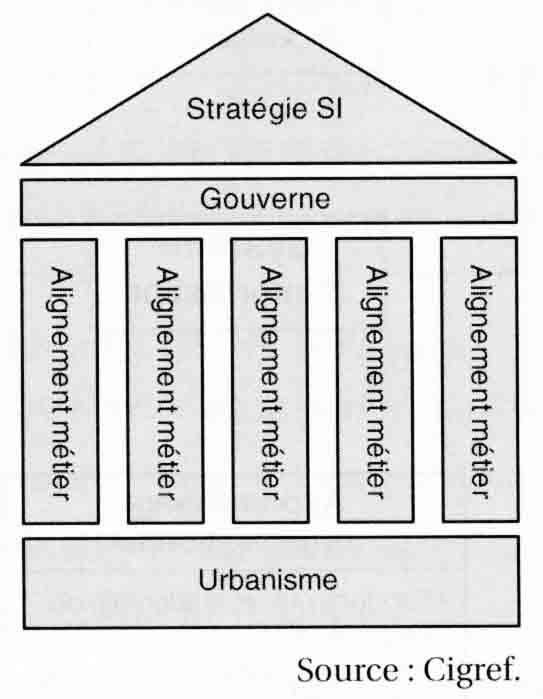 Stratégie SI
Gouverne
Alignement métier
Alignement métier
Alignement métier
Alignement métier
Alignement métier
Urbanisme
Source : Cigref.